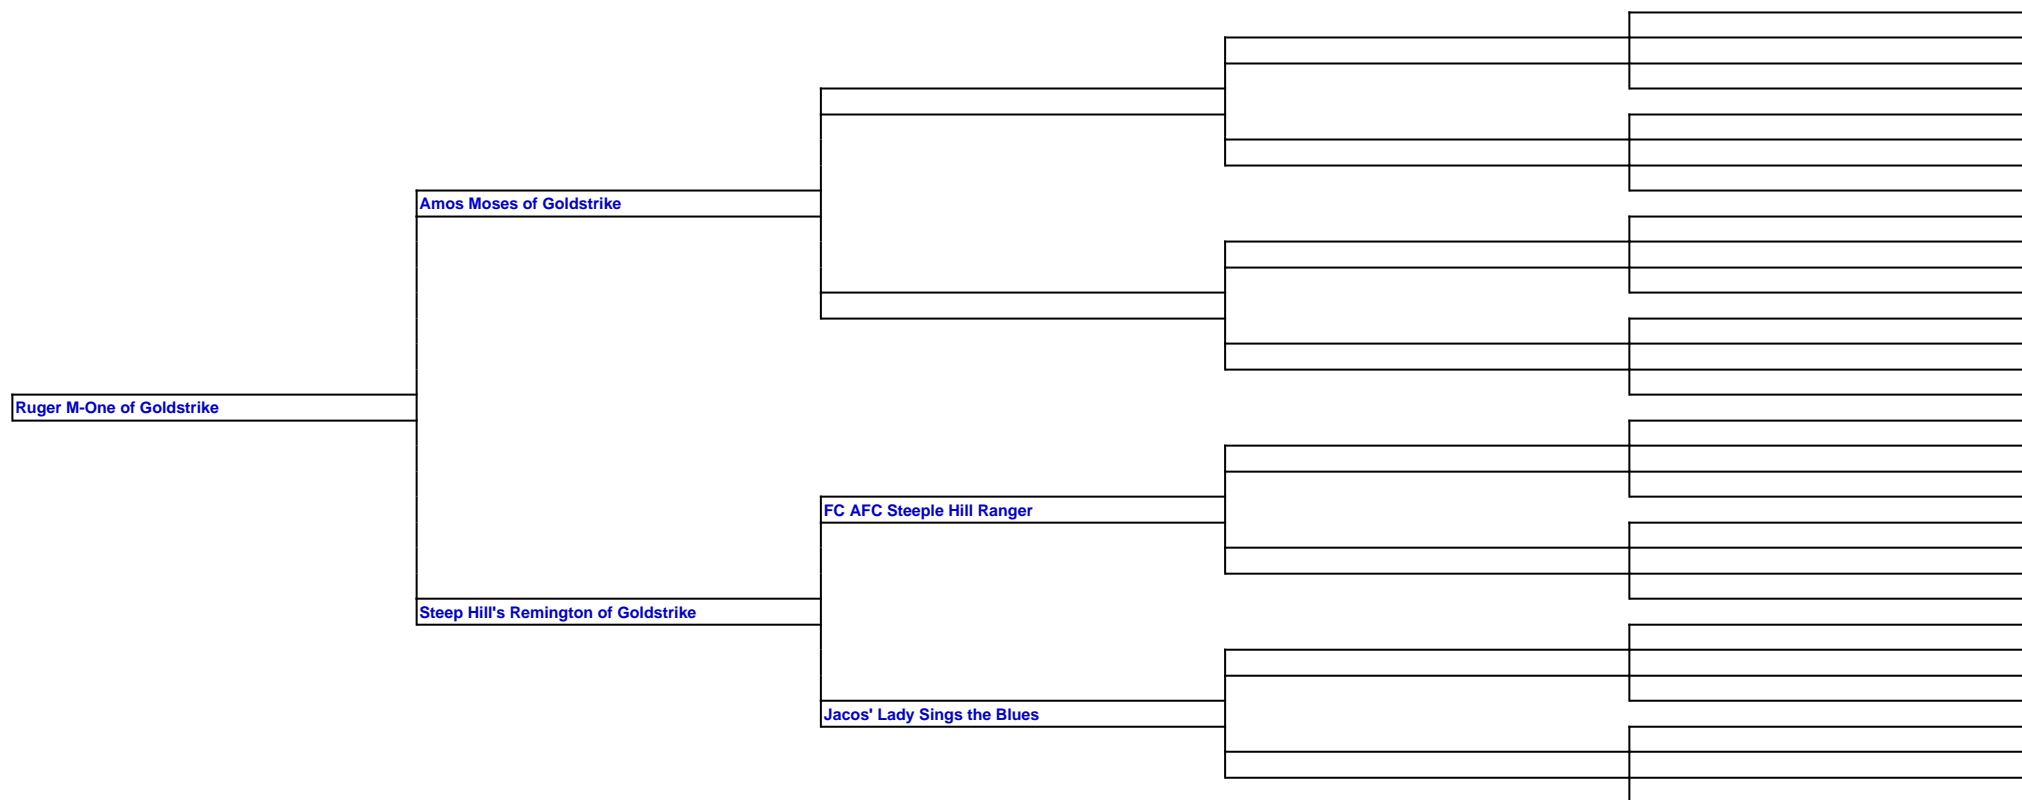 Amos Moses of Goldstrike
Ruger M-One of Goldstrike
FC AFC Steeple Hill Ranger
Steep Hill's Remington of Goldstrike
Jacos' Lady Sings the Blues